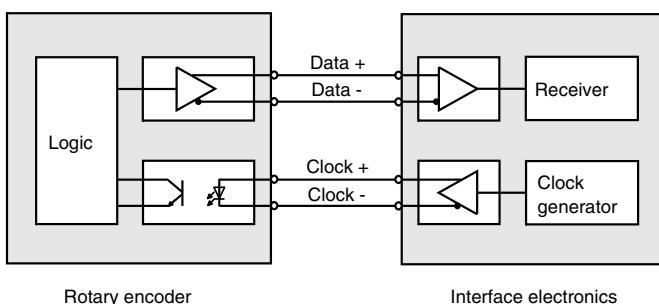 Data +
Data -
Logic
Receiver
Clock +
Clock -
Clock
generator
Rotary encoder
Interface electronics